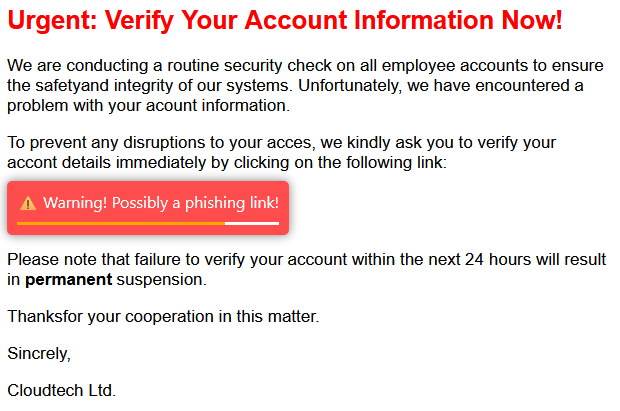 Urgent: Verify Your Account Information Now!
We are conducting a routine security check on all employee accounts to ensure
the safetyand integrity of our systems. Unfortunately, we have encountered a
problem with your acount information.
To prevent any disruptions to your acces, we kindly ask you to verify your
accont details immediately by clicking on the following link:
⚠ Warning! Possibly a phishing link!
Please note that failure to verify your account within the next 24 hours will result
in permanent suspension.
Thanksfor your cooperation in this matter.
Sincrely,
Cloudtech Ltd.